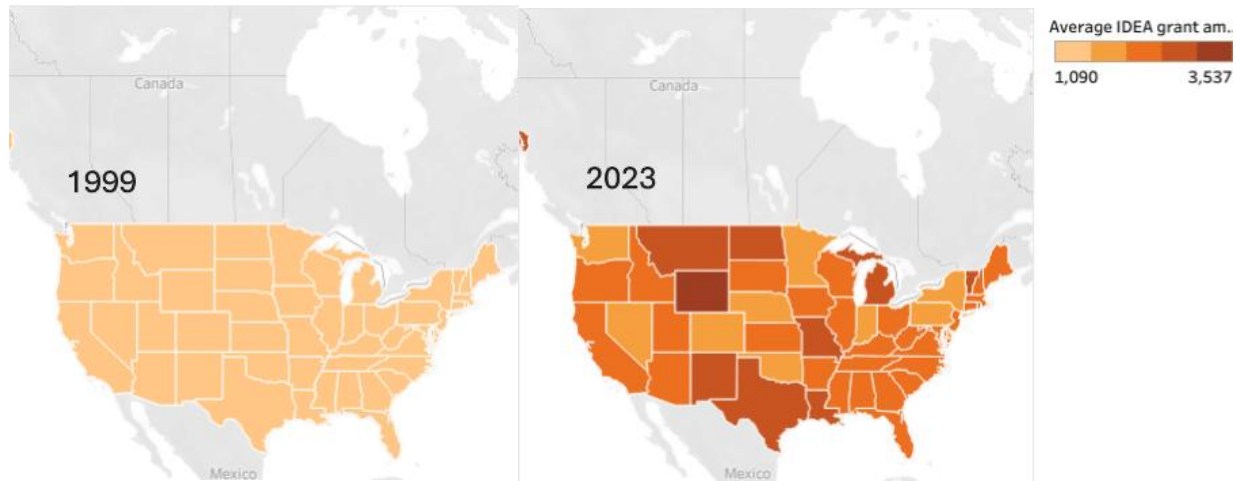 Average IDEA grant am..
1,090 3,537
Canada
1999
Mexico
Canada
2023
Mexico